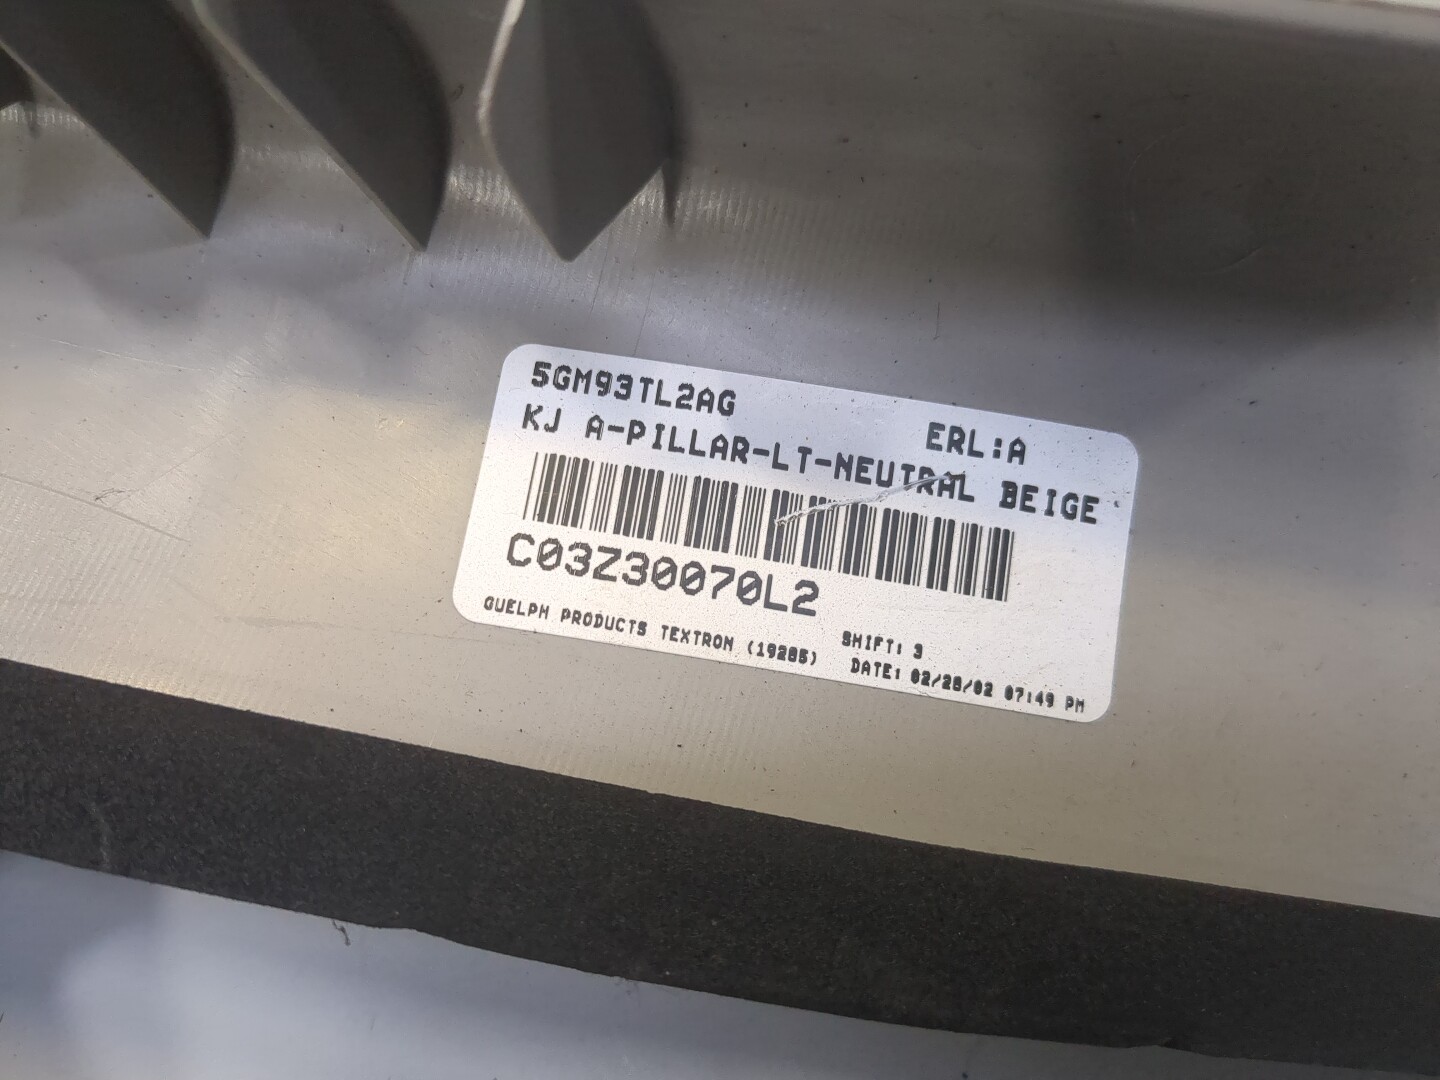 5GM93TL2AG
ERL:A
KJ A-PILLAR-LT-NEUTRAL BEIGE
C03Z30070L2
GUELPH PRODUCTS TEXTRON (19285)
SHIFT: 3
DATE: 02/28/02 07:49 PM